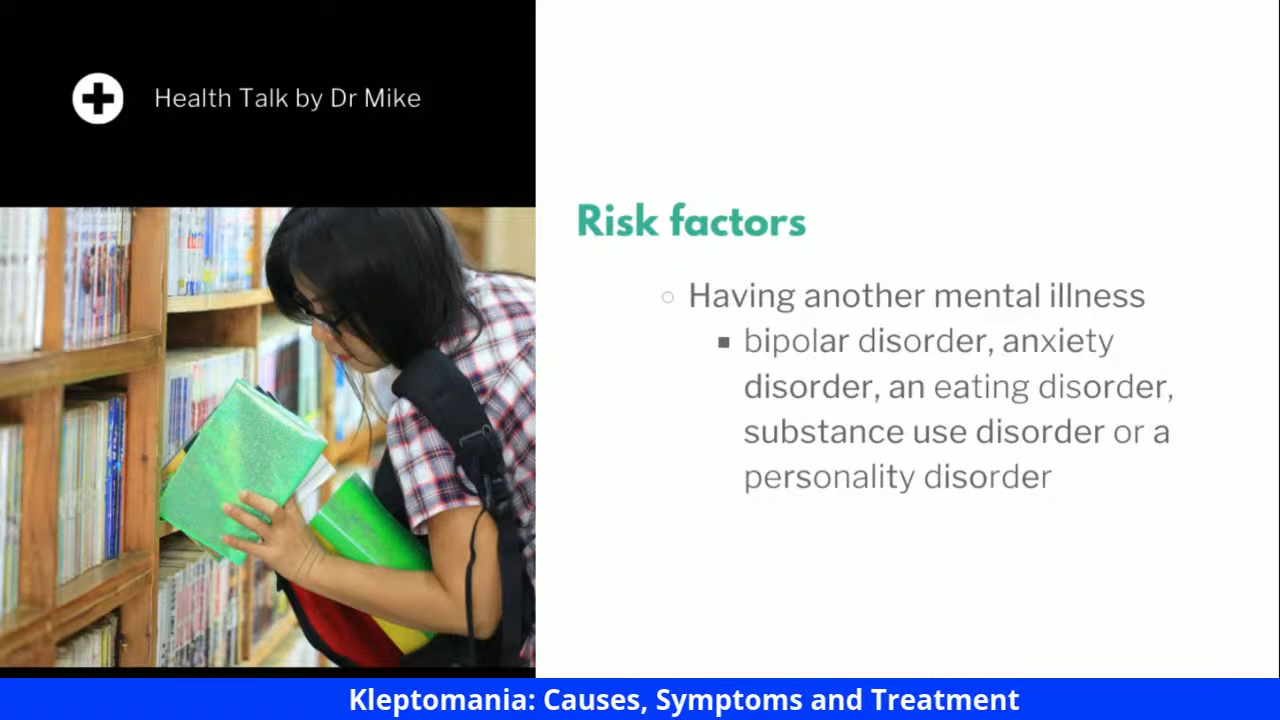 Health Talk by Dr Mike
Risk factors
Having another mental illness
bipolar disorder, anxiety
disorder, an eating disorder,
substance use disorder or a
personality disorder
Kleptomania: Causes, Symptoms and Treatment